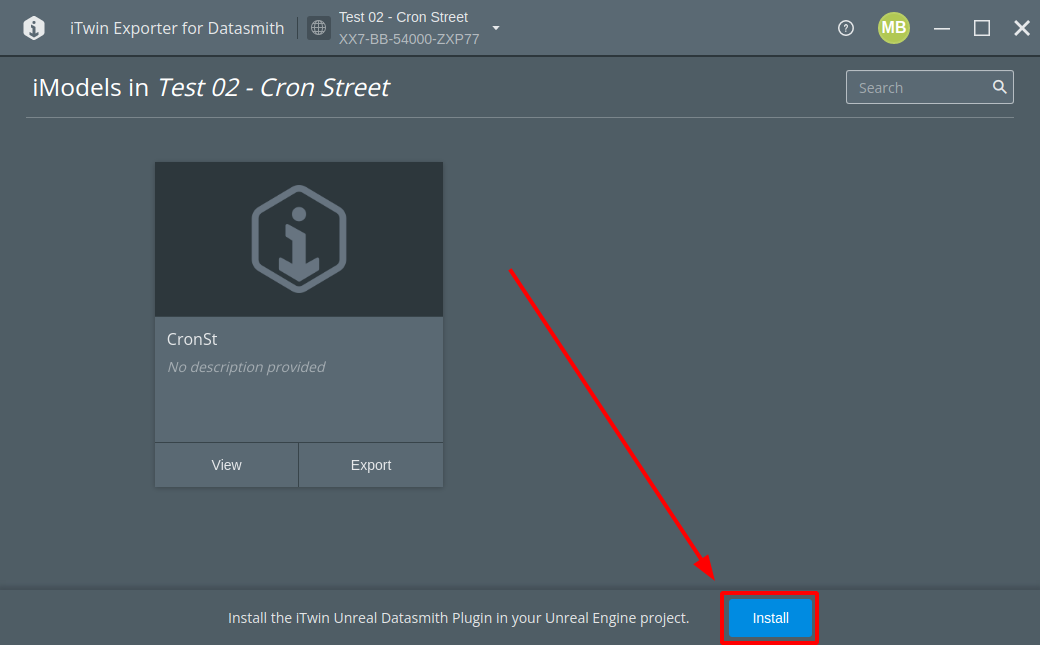 iTwin Exporter for Datasmith
Test 02 - Cron Street
XX7-BB-54000-ZXP77
?
MB
iModels in Test 02 - Cron Street
Search
CronSt
No description provided
View
Export
Install the iTwin Unreal Datasmith Plugin in your Unreal Engine project.
Install